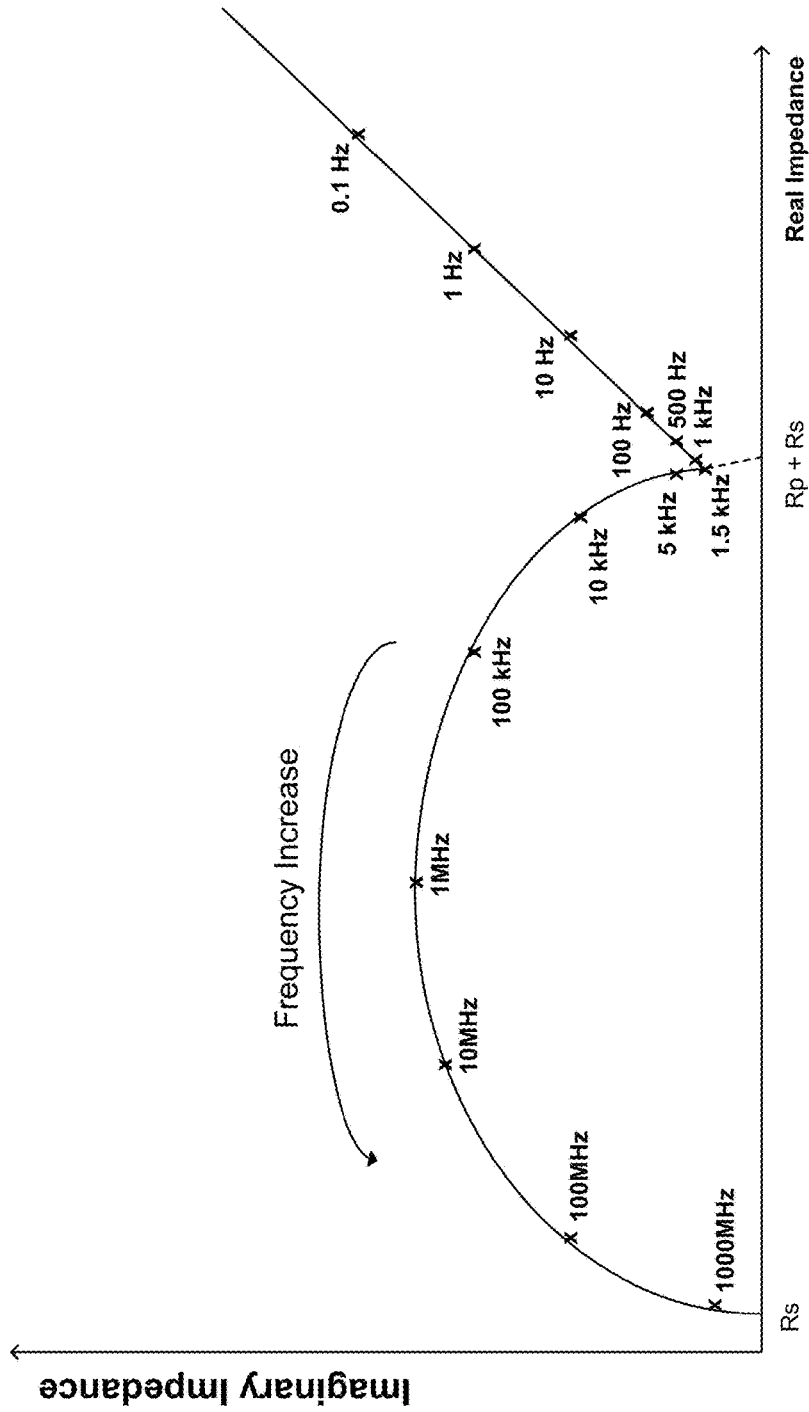 Imaginary Impedance
Frequency Increase
0.1 Hz
1 Hz
10 Hz
100 Hz
500 Hz
1 kHz
1.5 kHz
5 kHz
10 kHz
100 kHz
1MHz
10MHz
100MHz
1000MHz
Rs
Rp + Rs
Real Impedance